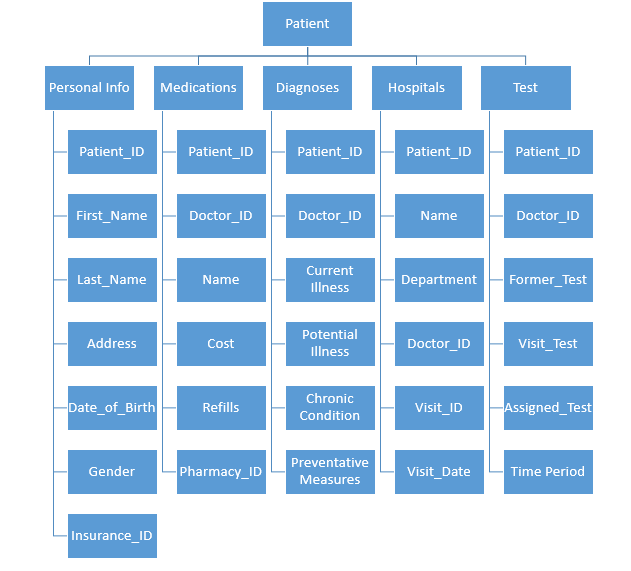 Patient
Personal Info
Medications
Diagnoses
Hospitals
Test
Patient_ID
Patient_ID
Patient_ID
Patient_ID
Patient_ID
First_Name
Doctor_ID
Doctor_ID
Name
Doctor_ID
Last_Name
Name
Current
Illness
Department
Former_Test
Address
Cost
Potential
Illness
Doctor_ID
Visit_Test
Date_of_Birth
Refills
Chronic
Condition
Visit_ID
Assigned_Test
Gender
Pharmacy_ID
Preventative
Measures
Visit_Date
Time Period
Insurance_ID